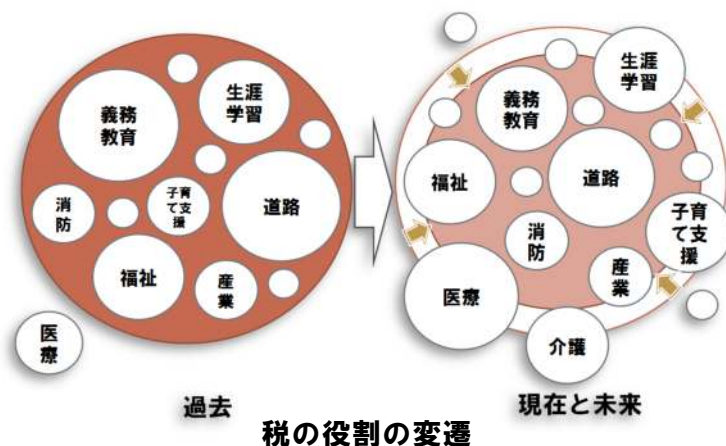 義務
教育
生涯
学習
消
防
子育
て支
援
道路
福祉
産
業
医
療
過去
生涯
学習
義務
教育
福祉
道路
消
防
子育
て支
援
医療
産
業
介護
現在と未来
税の役割の変遷